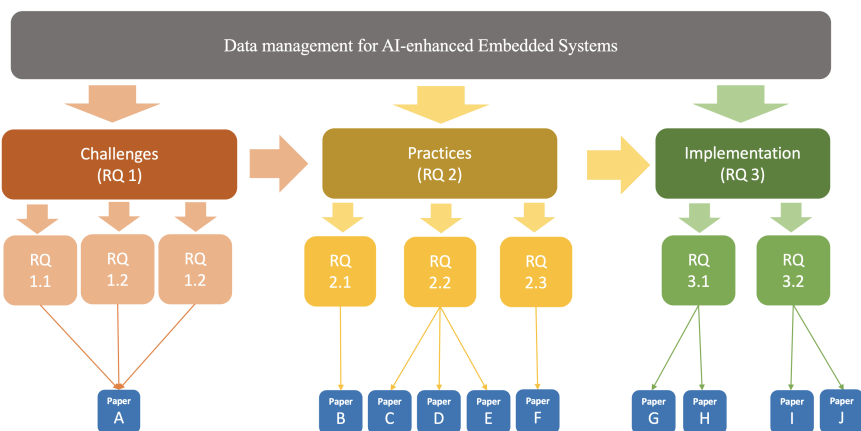 Data management for AI-enhanced Embedded Systems
Challenges
(RQ 1)
Practices
(RQ 2)
Implementation
(RQ 3)
RQ
1.1
RQ
1.2
RQ
1.2
RQ
2.1
RQ
2.2
RQ
2.3
RQ
3.1
RQ
3.2
Paper
A
Paper
B
Paper
C
Paper
D
Paper
E
Paper
F
Paper
G
Paper
H
Paper
I
Paper
J